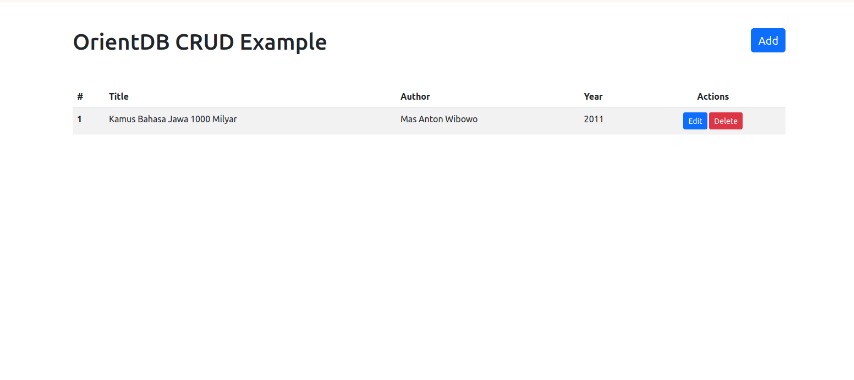 OrientDB CRUD Example Add
# Title Author Year Actions
1 Kamus Bahasa Jawa 1000 Milyar Mas Anton Wibowo 2011 Edit Delete